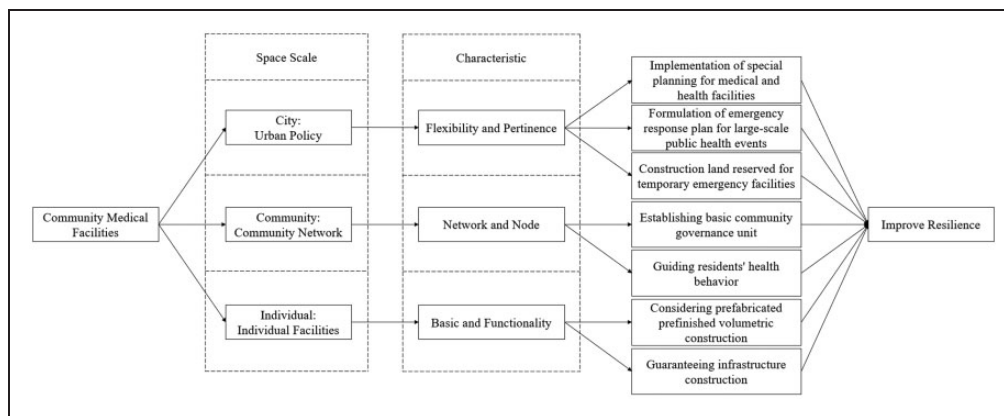 Space Scale
Characteristic
Implementation of special
planning for medical and
health facilities
City:
Urban Policy
Flexibility and Pertinence
Formulation of emergency
response plan for large-scale
public health events
Construction land reserved for
temporary emergency facilities
Community Medical
Facilities
Community:
Community Network
Network and Node
Establishing basic community
governance unit
Improve Resilience
Guiding residents' health
behavior
Individual:
Individual Facilities
Basic and Functionality
Considering prefabricated
prefinished volumetric
construction
Guaranteeing infrastructure
construction